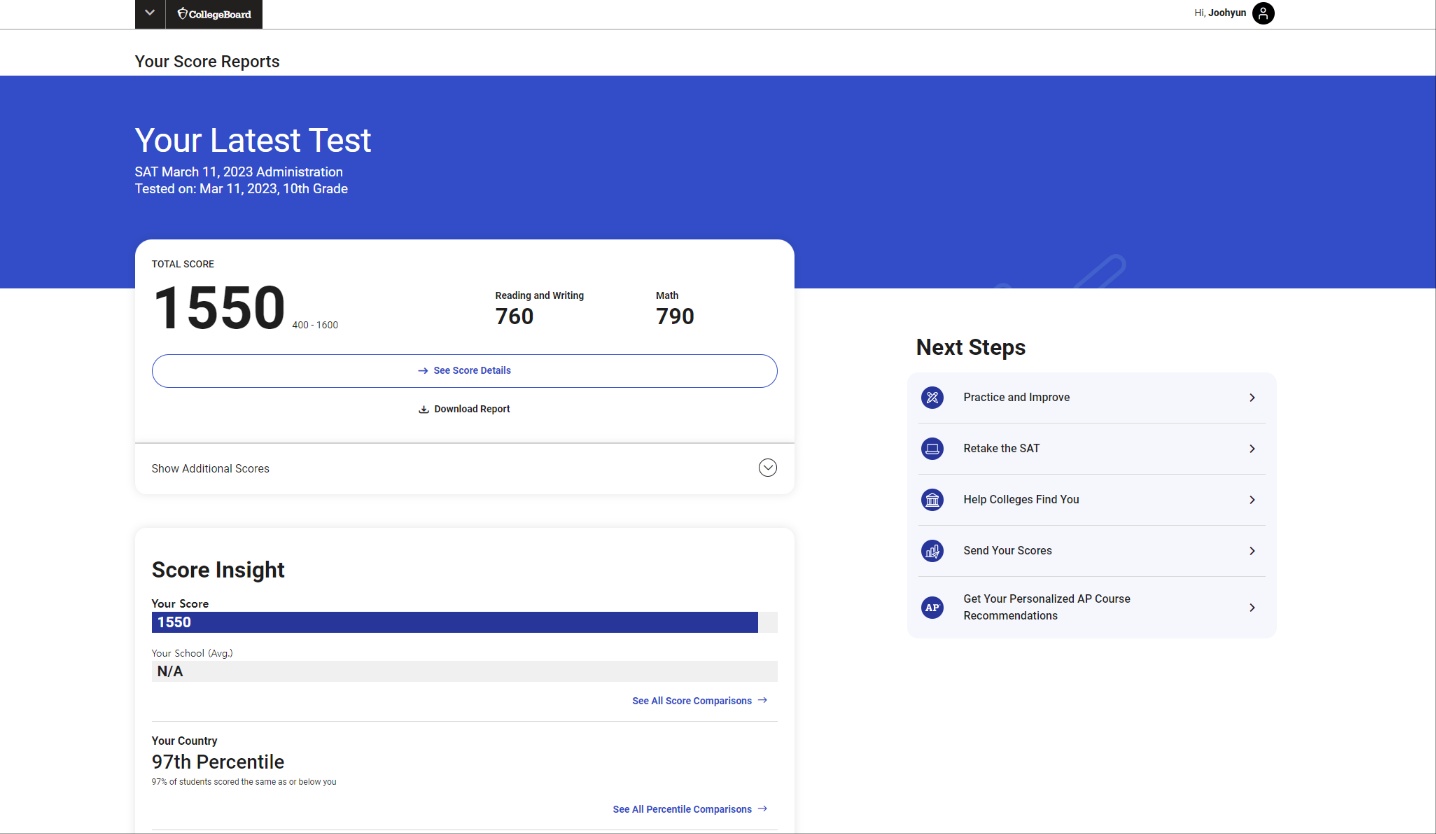 CollegeBoard
Hi, Joohyun
Your Score Reports
Your Latest Test
SAT March 11, 2023 Administration
Tested on: Mar 11, 2023, 10th Grade
TOTAL SCORE
1550 400 - 1600
Reading and Writing
760
Math
790
See Score Details
Download Report
Show Additional Scores
Score Insight
Your Score
1550
Your School (Avg.)
N/A
See All Score Comparisons
Your Country
97th Percentile
97% of students scored the same as or below you
See All Percentile Comparisons
Next Steps
Practice and Improve
Retake the SAT
Help Colleges Find You
Send Your Scores
AP
Get Your Personalized AP Course
Recommendations